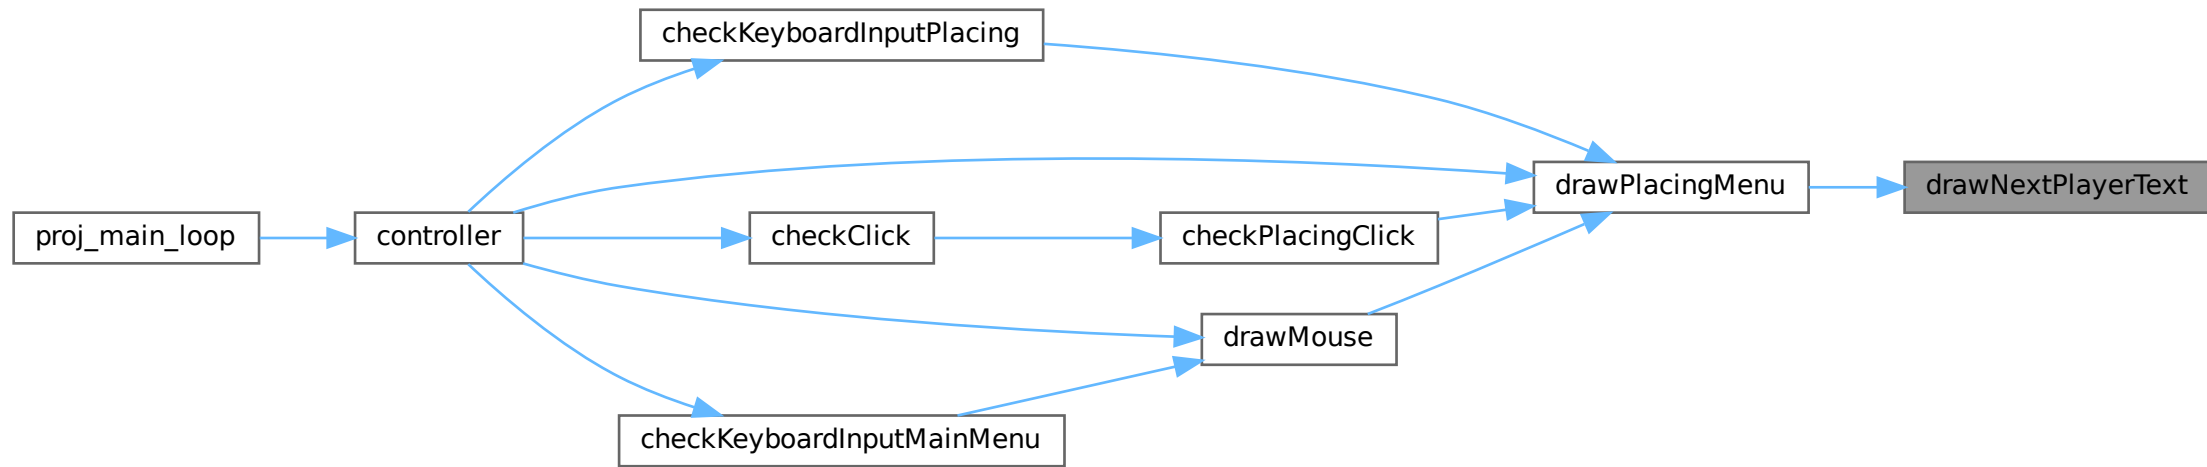 checkKeyboardInputPlacing
drawPlacingMenu
drawNextPlayerText
proj_main_loop
controller
checkClick
checkPlacingClick
drawMouse
checkKeyboardInputMainMenu